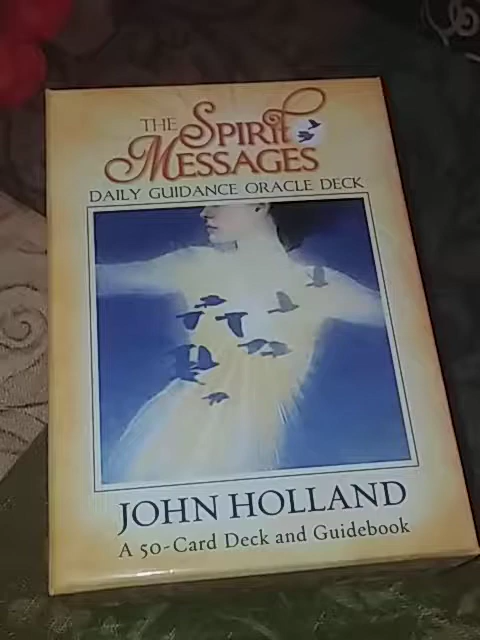 THE SPIRIT
MESSAGES
DAILY GUIDANCE ORACLE DECK
JOHN HOLLAND
A 50-Card Deck and Guidebook